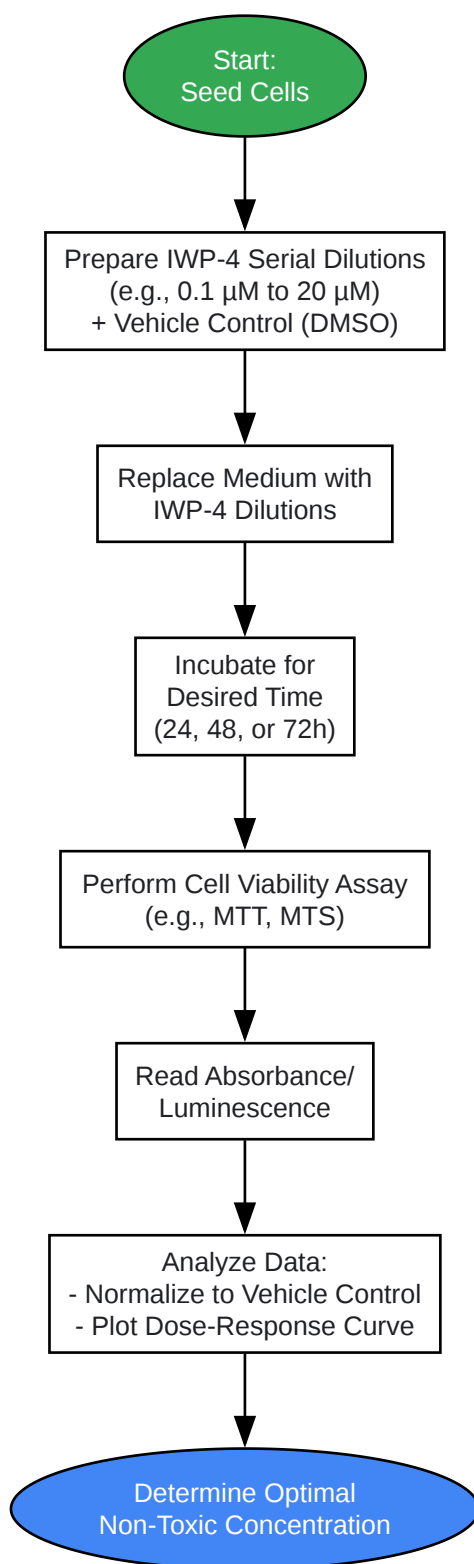 Start:
Seed Cells
Prepare IWP-4 Serial Dilutions
(e.g., 0.1 µM to 20 µM)
+ Vehicle Control (DMSO)
Replace Medium with
IWP-4 Dilutions
Incubate for
Desired Time
(24, 48, or 72h)
Perform Cell Viability Assay
(e.g., MTT, MTS)
Read Absorbance/
Luminescence
Analyze Data:
- Normalize to Vehicle Control
- Plot Dose-Response Curve
Determine Optimal
Non-Toxic Concentration